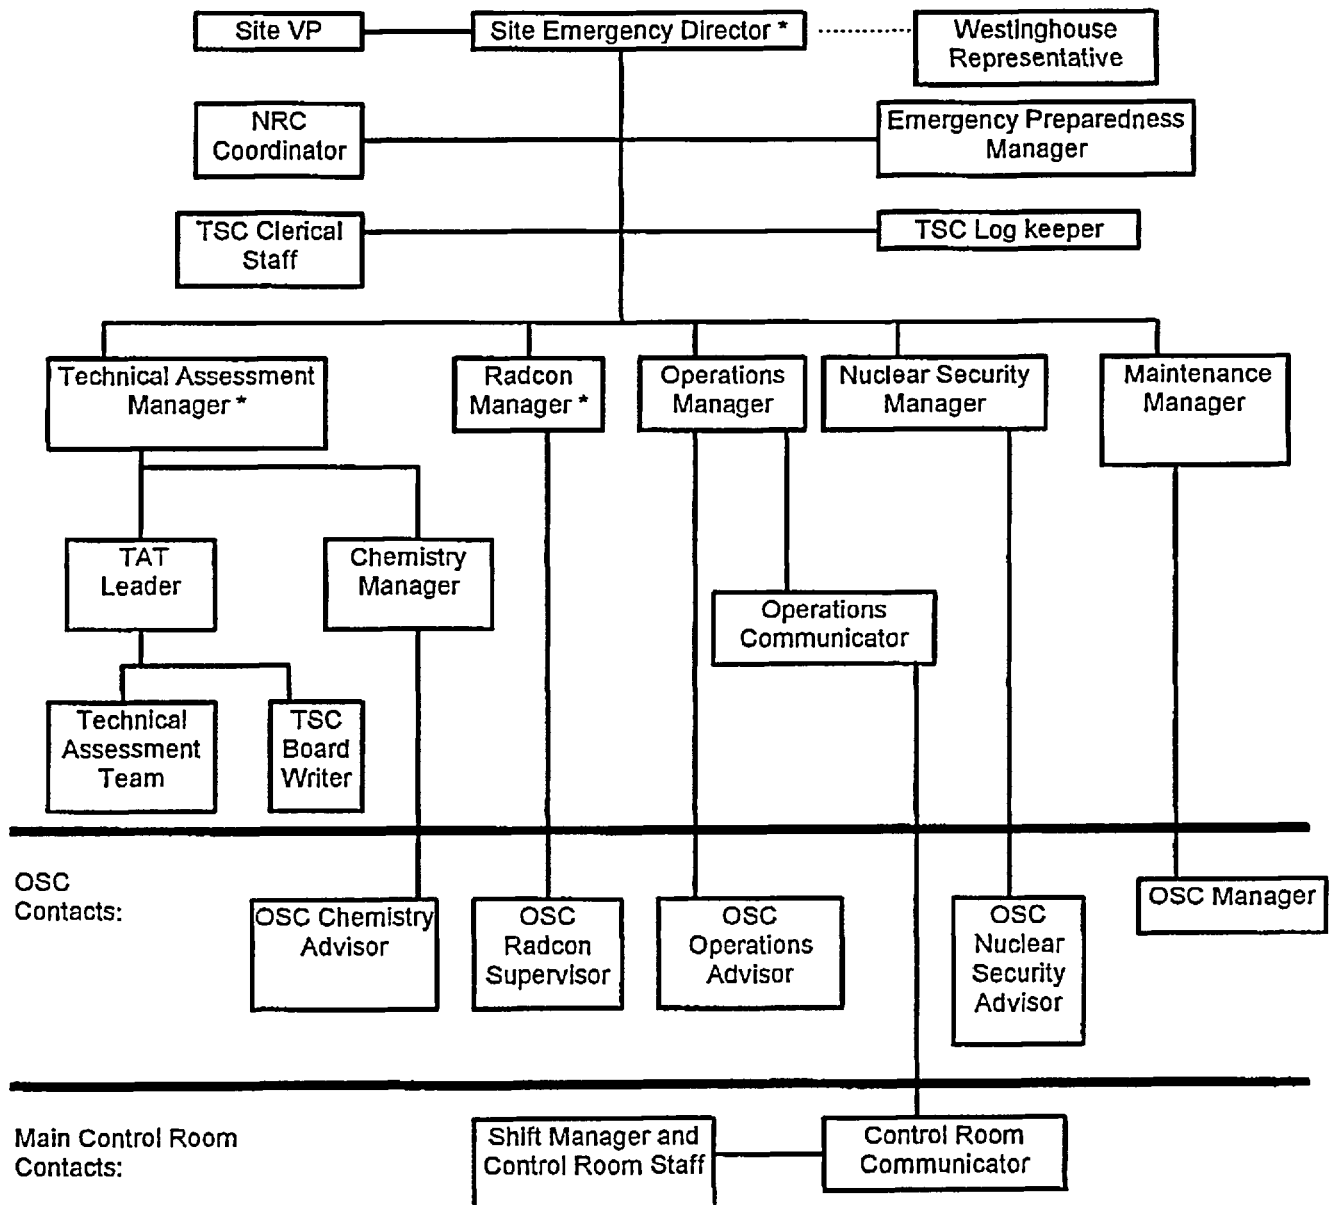 Site VP
Site Emergency Director *
Westinghouse
Representative
NRC
Coordinator
Emergency Preparedness
Manager
TSC Clerical
Staff
TSC Log keeper
Technical Assessment
Manager *
Radcon
Manager *
Operations
Manager
Nuclear Security
Manager
Maintenance
Manager
TAT
Leader
Chemistry
Manager
Operations
Communicator
Technical
Assessment
Team
TSC
Board
Writer
OSC
Contacts:
OSC Chemistry
Advisor
OSC
Radcon
Supervisor
OSC
Operations
Advisor
OSC
Nuclear
Security
Advisor
OSC Manager
Main Control Room
Contacts:
Shift Manager and
Control Room Staff
Control Room
Communicator